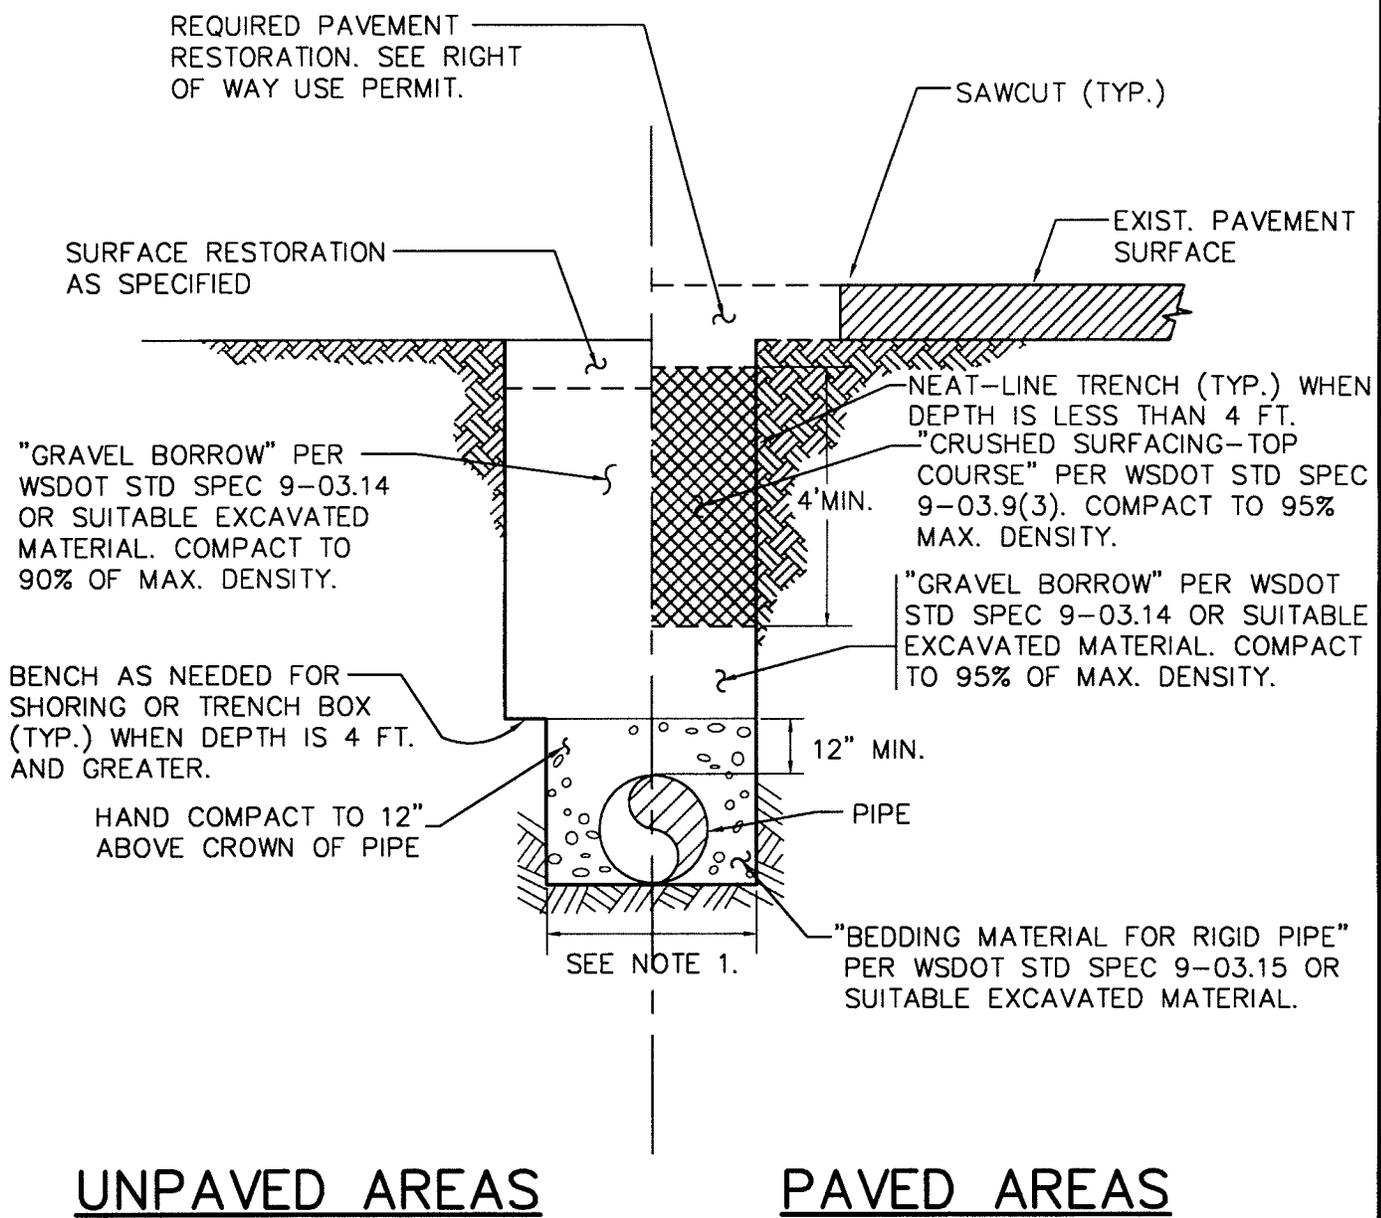 REQUIRED PAVEMENT
RESTORATION. SEE RIGHT
OF WAY USE PERMIT.
SAWCUT (TYP.)
EXIST. PAVEMENT
SURFACE
SURFACE RESTORATION
AS SPECIFIED
NEAT-LINE TRENCH (TYP.) WHEN
DEPTH IS LESS THAN 4 FT.
"CRUSHED SURFACING-TOP
COURSE" PER WSDOT STD SPEC
9-03.9(3). COMPACT TO 95%
MAX. DENSITY.
4'MIN.
"GRAVEL BORROW" PER
WSDOT STD SPEC 9-03.14
OR SUITABLE EXCAVATED
MATERIAL. COMPACT TO
90% OF MAX. DENSITY.
"GRAVEL BORROW" PER WSDOT
STD SPEC 9-03.14 OR SUITABLE
EXCAVATED MATERIAL. COMPACT
TO 95% OF MAX. DENSITY.
BENCH AS NEEDED FOR
SHORING OR TRENCH BOX
(TYP.) WHEN DEPTH IS 4 FT.
AND GREATER.
12" MIN.
HAND COMPACT TO 12"
ABOVE CROWN OF PIPE
PIPE
"BEDDING MATERIAL FOR RIGID PIPE"
PER WSDOT STD SPEC 9-03.15 OR
SUITABLE EXCAVATED MATERIAL.
SEE NOTE 1.
UNPAVED AREAS
PAVED AREAS